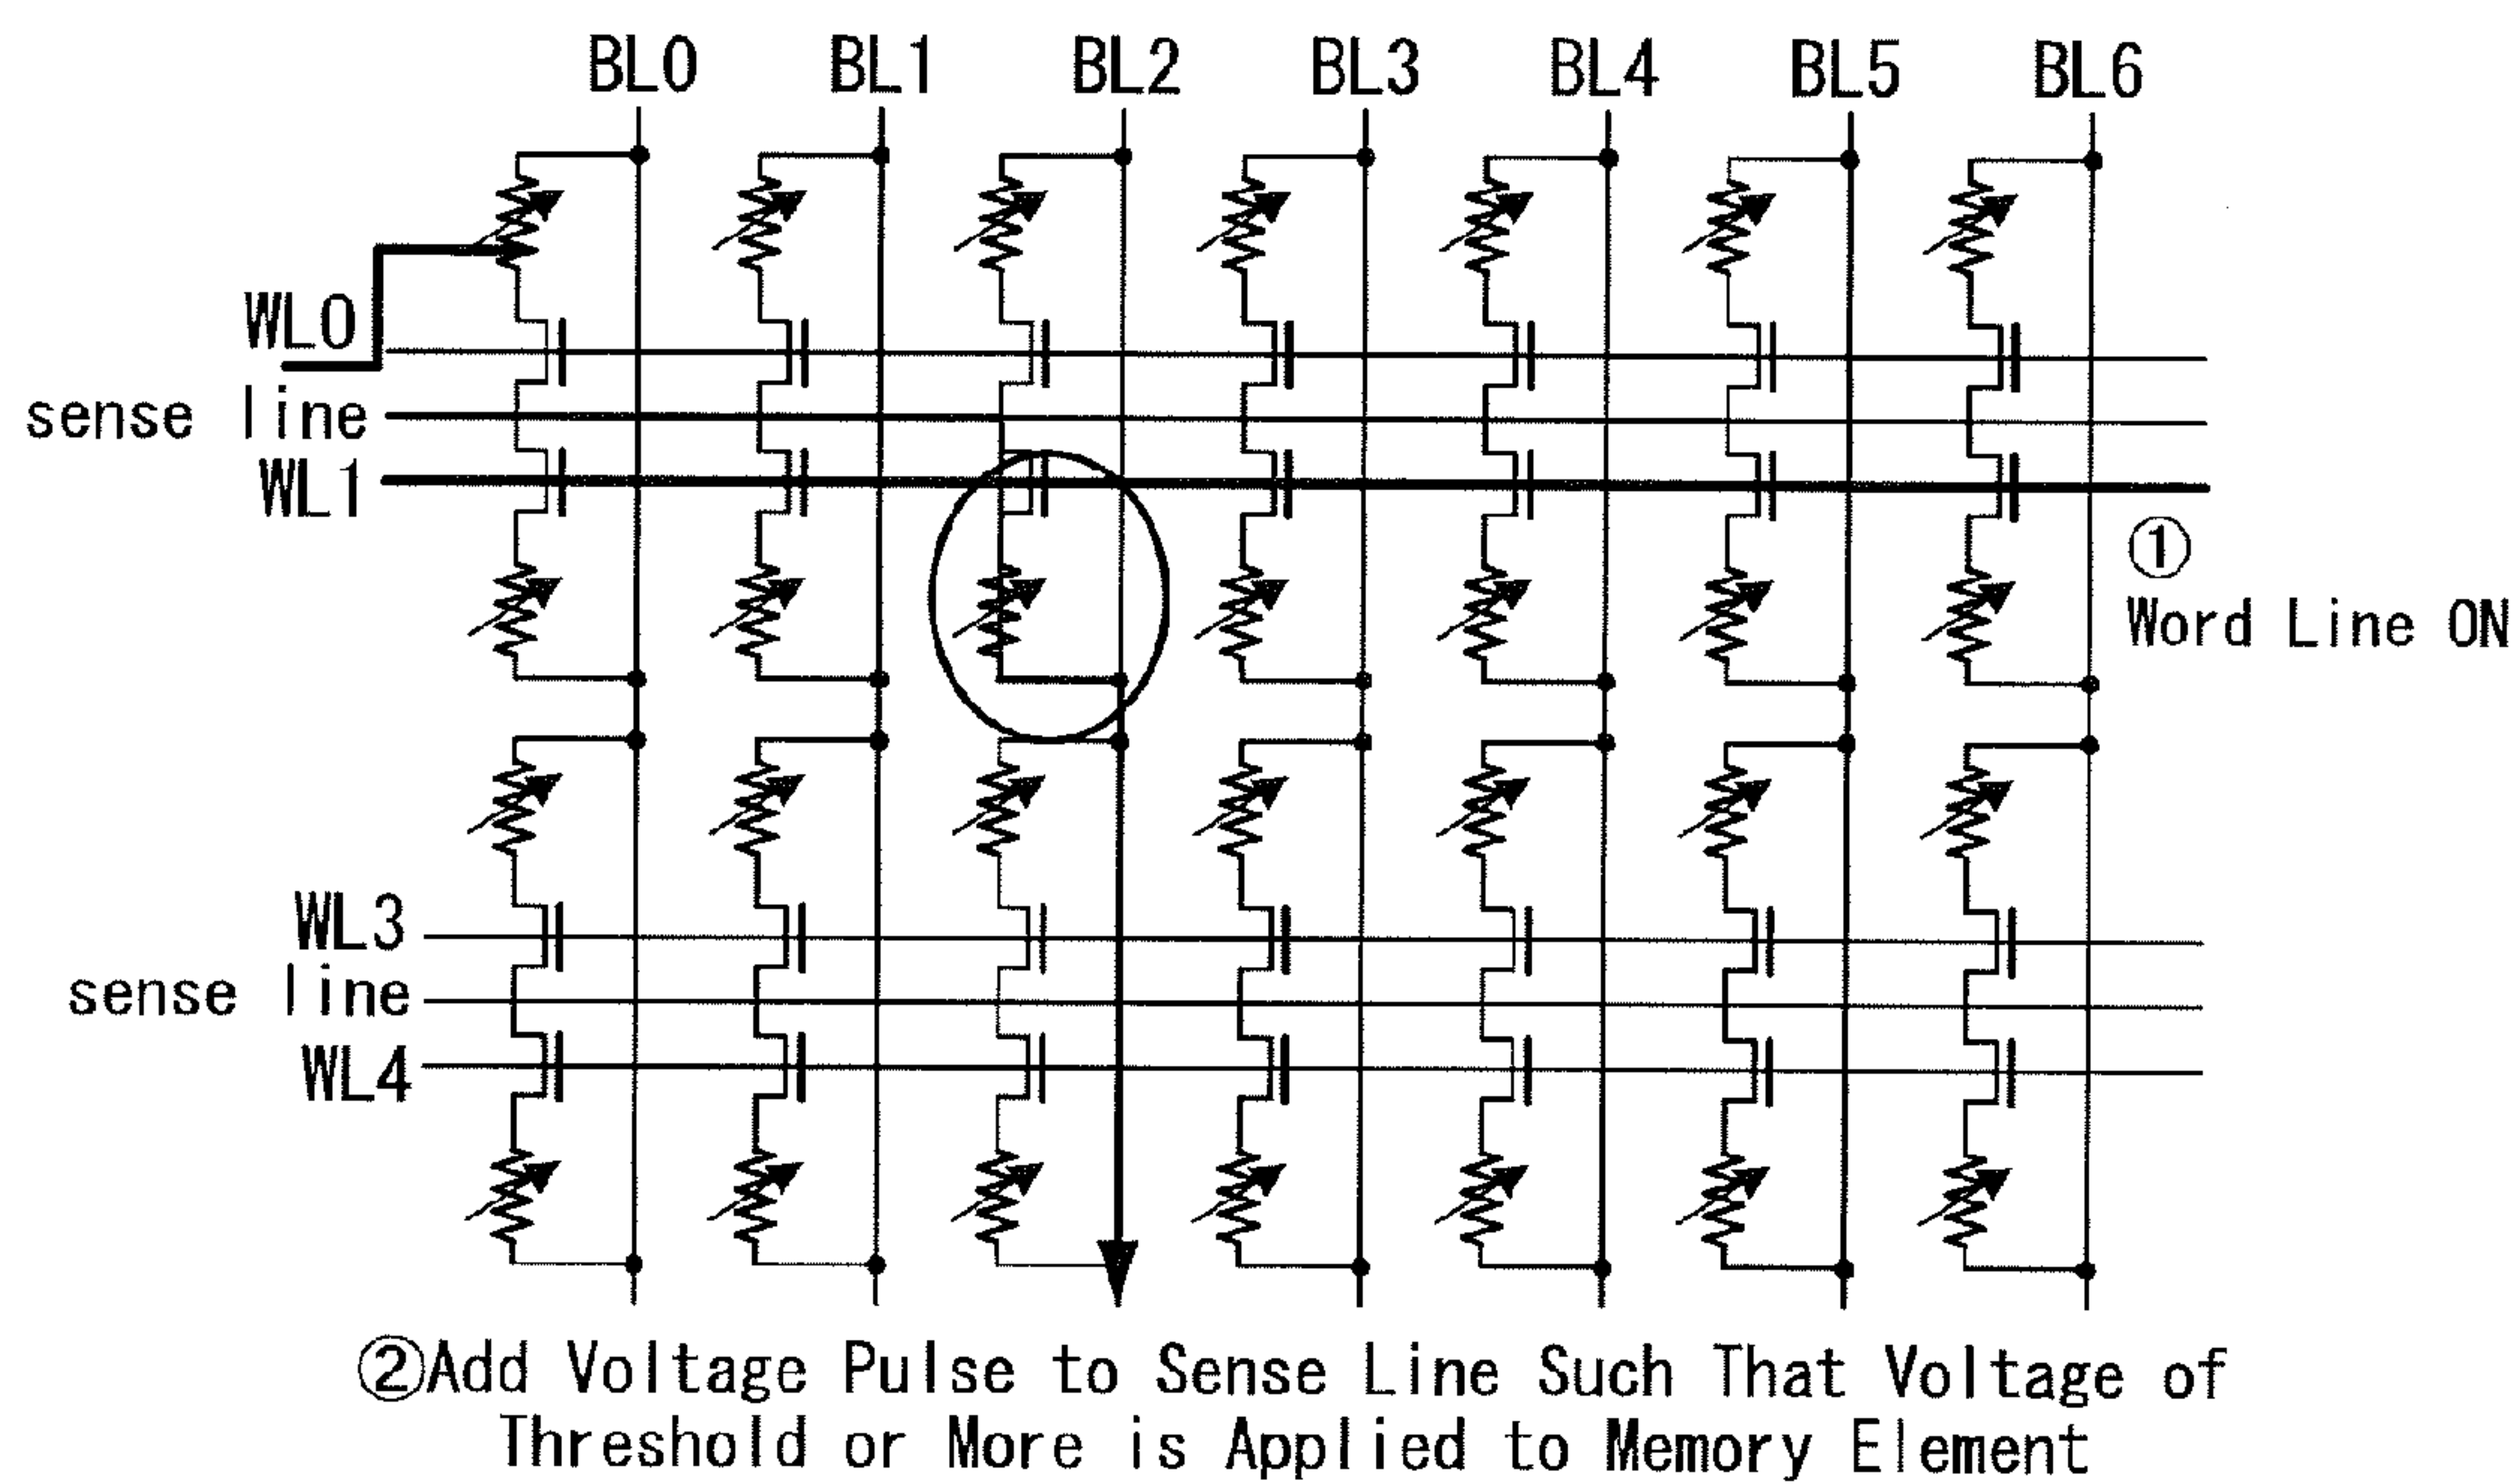 BL0 BL1 BL2 BL3 BL4 BL5 BL6
WL0
sense line
WL1
①
Word Line ON
WL3
sense line
WL4
②Add Voltage Pulse to Sense Line Such That Voltage of
Threshold or More is Applied to Memory Element